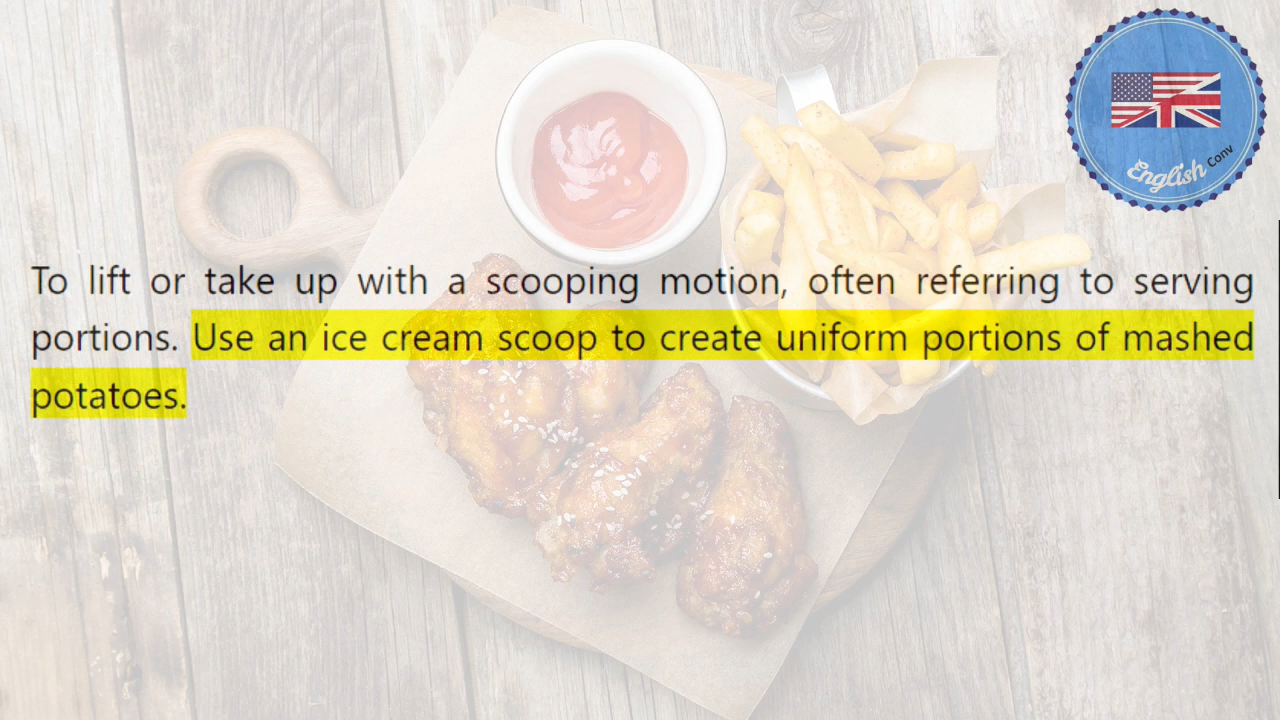 To lift or take up with a scooping motion, often referring to serving
portions. Use an ice cream scoop to create uniform portions of mashed
potatoes.
English Conv